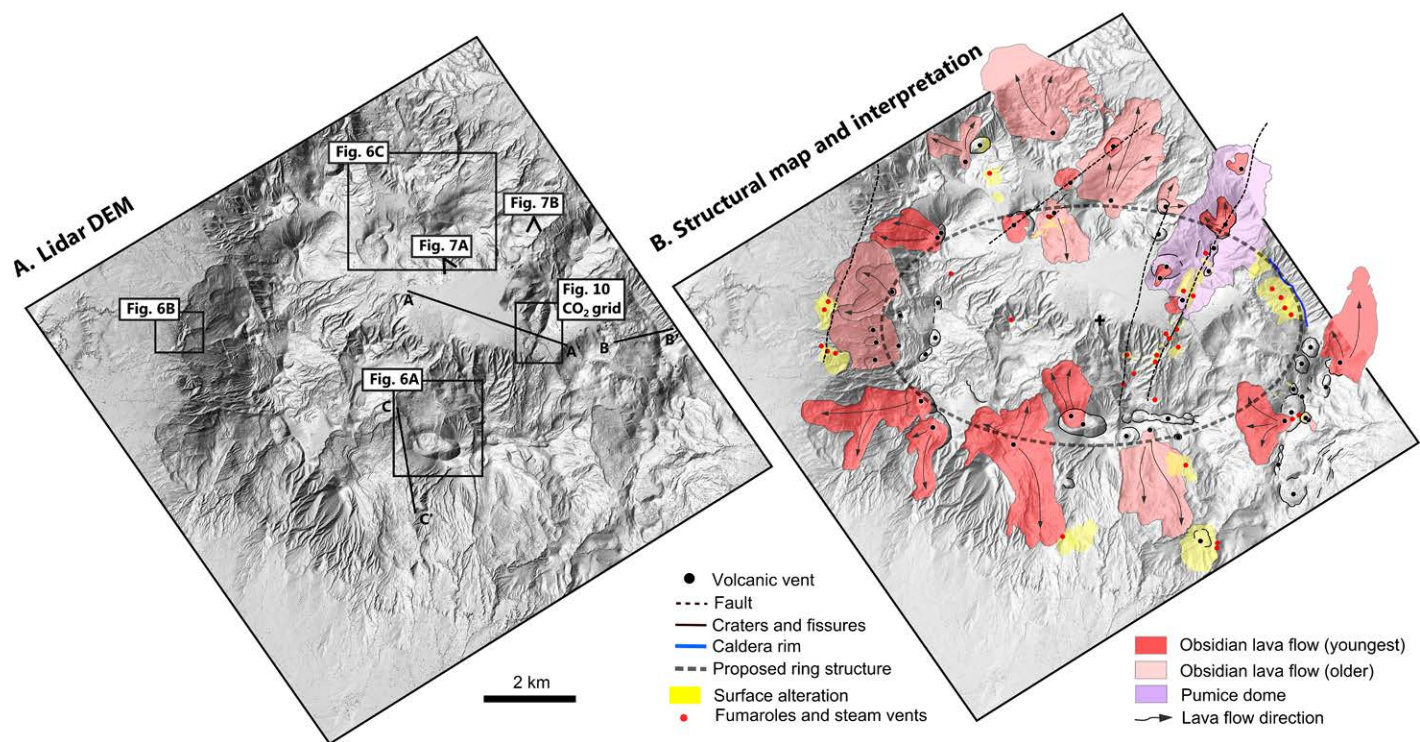 A. Lidar DEM
Fig. 6C
Fig. 7B
Fig. 7A
A
Fig. 10
CO₂ grid
Fig. 6B
A'
B
B'
Fig. 6A
C
C'
B. Structural map and interpretation
2 km
Volcanic vent
Fault
Craters and fissures
Caldera rim
Proposed ring structure
Surface alteration
Fumaroles and steam vents
Obsidian lava flow (youngest)
Obsidian lava flow (older)
Pumice dome
Lava flow direction